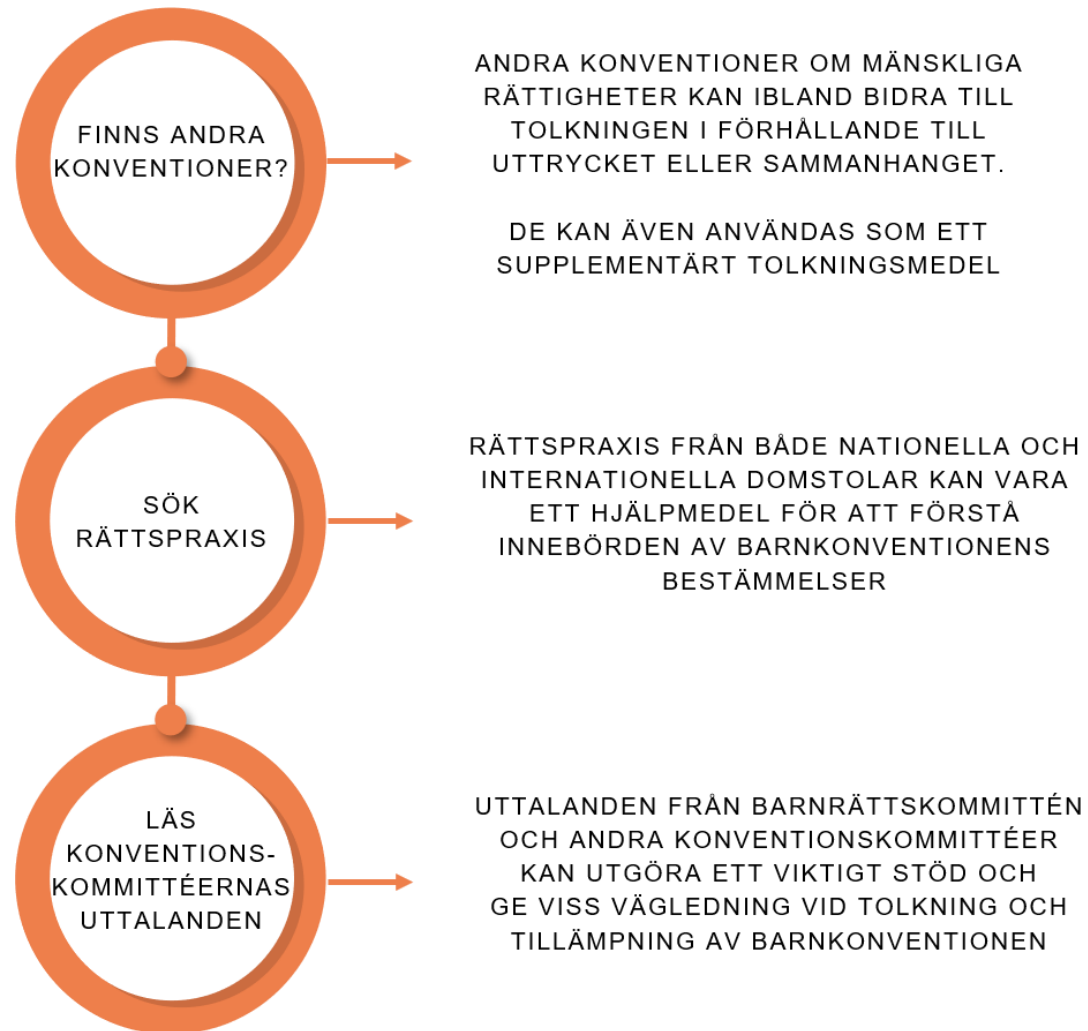 FINNS ANDRA
KONVENTIONER?
ANDRA KONVENTIONER OM MÄNSKLIGA
RÄTTIGHETER KAN IBLAND BIDRA TILL
TOLKNINGEN I FÖRHÅLLANDE TILL
UTTRYCKET ELLER SAMMANHANGET.
DE KAN ÄVEN ANVÄNDAS SOM ETT
SUPPLEMENTÄRT TOLKNINGSMEDEL
SÖK
RÄTTSPRAXIS
RÄTTSPRAXIS FRÅN BÅDE NATIONELLA OCH
INTERNATIONELLA DOMSTOLAR KAN VARA
ETT HJÄLPMEDEL FÖR ATT FÖRSTÅ
INNEBÖRDEN AV BARNKONVENTIONENS
BESTÄMMELSER
LÄS
KONVENTIONS-
KOMMITTÉERNAS
UTTALANDEN
UTTALANDEN FRÅN BARNRÄTTSKOMMITTÉN
OCH ANDRA KONVENTIONSKOMMITTÉER
KAN UTGÖRA ETT VIKTIGT STÖD OCH
GE VISS VÄGLEDNING VID TOLKNING OCH
TILLÄMPNING AV BARNKONVENTIONEN